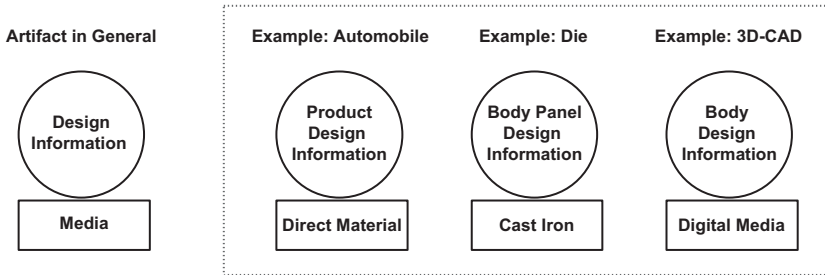 Artifact in General
Example: Automobile
Example: Die
Example: 3D-CAD
Design
Information
Product
Design
Information
Body Panel
Design
Information
Body
Design
Information
Media
Direct Material
Cast Iron
Digital Media